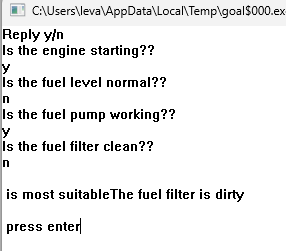 C:\Users\leva\AppData\Local\Temp\goal$000.ex
Reply y/n
Is the engine starting??
y
Is the fuel level normal??
n
Is the fuel pump working??
y
Is the fuel filter clean??
n
is most suitableThe fuel filter is dirty
press enter